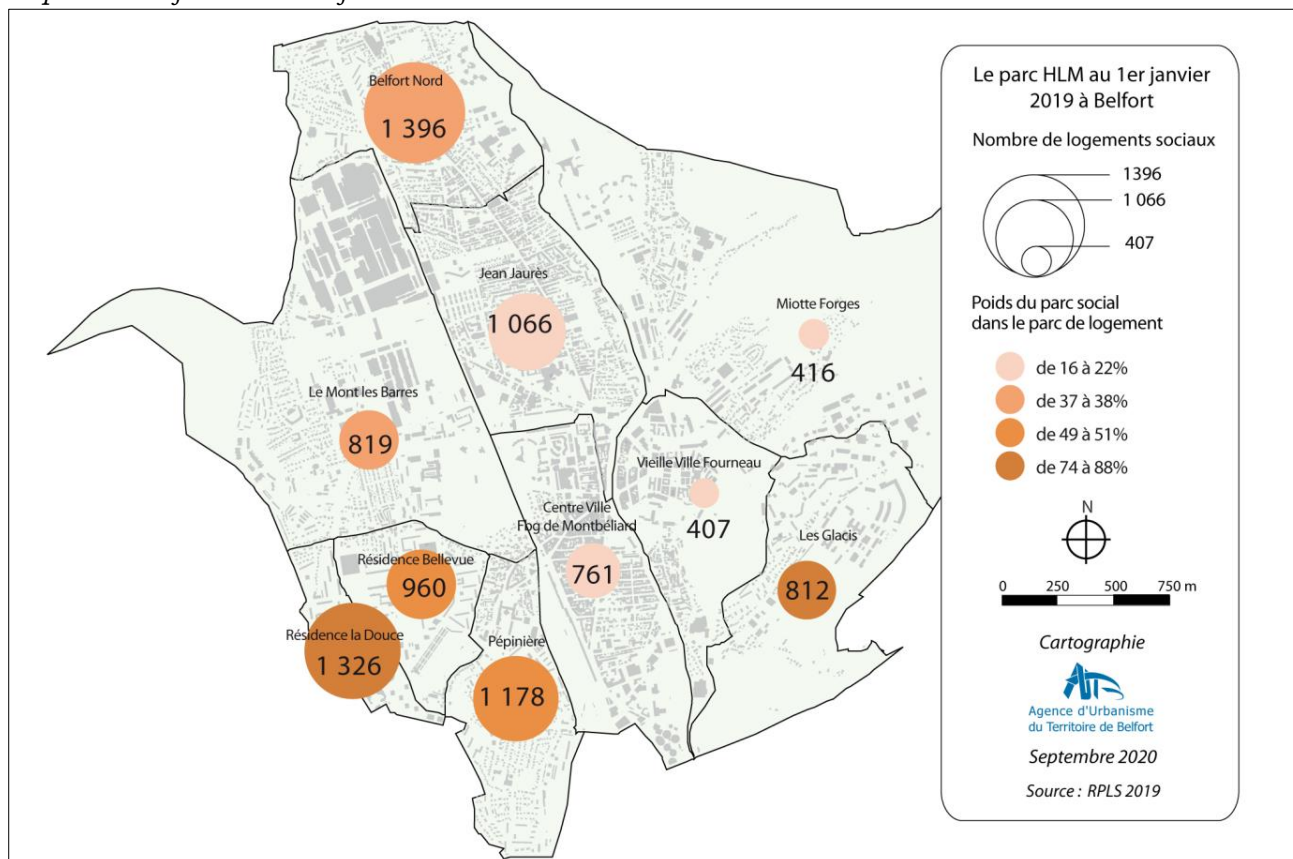 Belfort Nord
1 396
Jean Jaurès
1 066
Miotte Forges
416
Le Mont les Barres
819
Vieille Ville Fourneau
407
Centre Ville
Fbg de Montbéliard
761
Les Glacis
812
Résidence Bellevue
960
Résidence la Douce
1 326
Pépinière
1 178
Le parc HLM au 1er janvier
2019 à Belfort
Nombre de logements sociaux
1396
1 066
407
Poids du parc social
dans le parc de logement
de 16 à 22%
de 37 à 38%
de 49 à 51%
de 74 à 88%
N
0 250 500 750 m
Cartographie
Agence d'Urbanisme
du Territoire de Belfort
Septembre 2020
Source : RPLS 2019